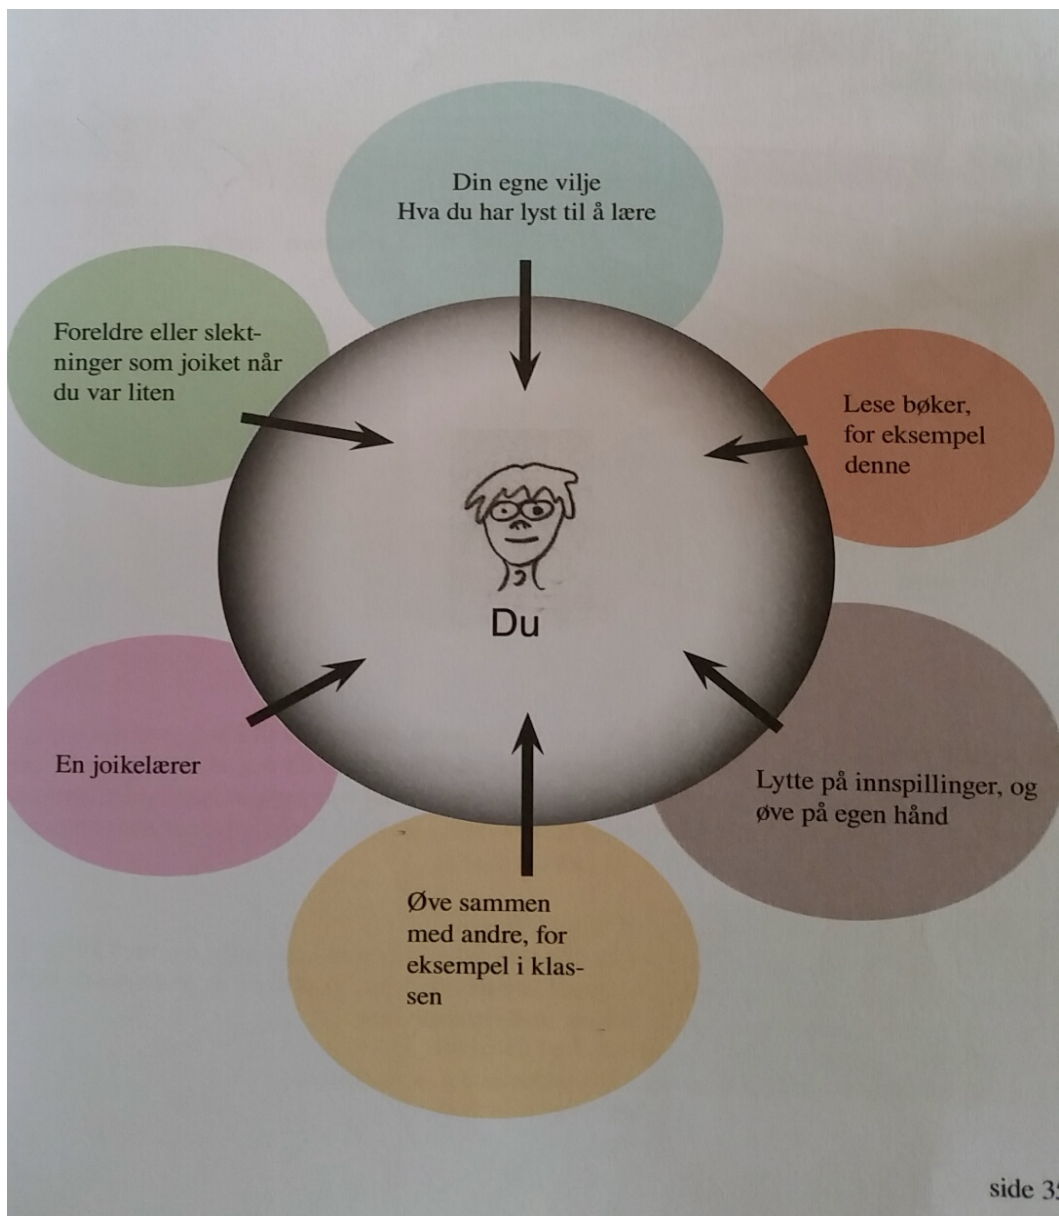 Din egne vilje
Hva du har lyst til å lære
Foreldre eller slekt-
ninger som joiket når
du var liten
Lese bøker,
for eksempel
denne
Du
En joikelærer
Lytte på innspillinger, og
øve på egen hånd
Øve sammen
med andre, for
eksempel i klas-
sen
side